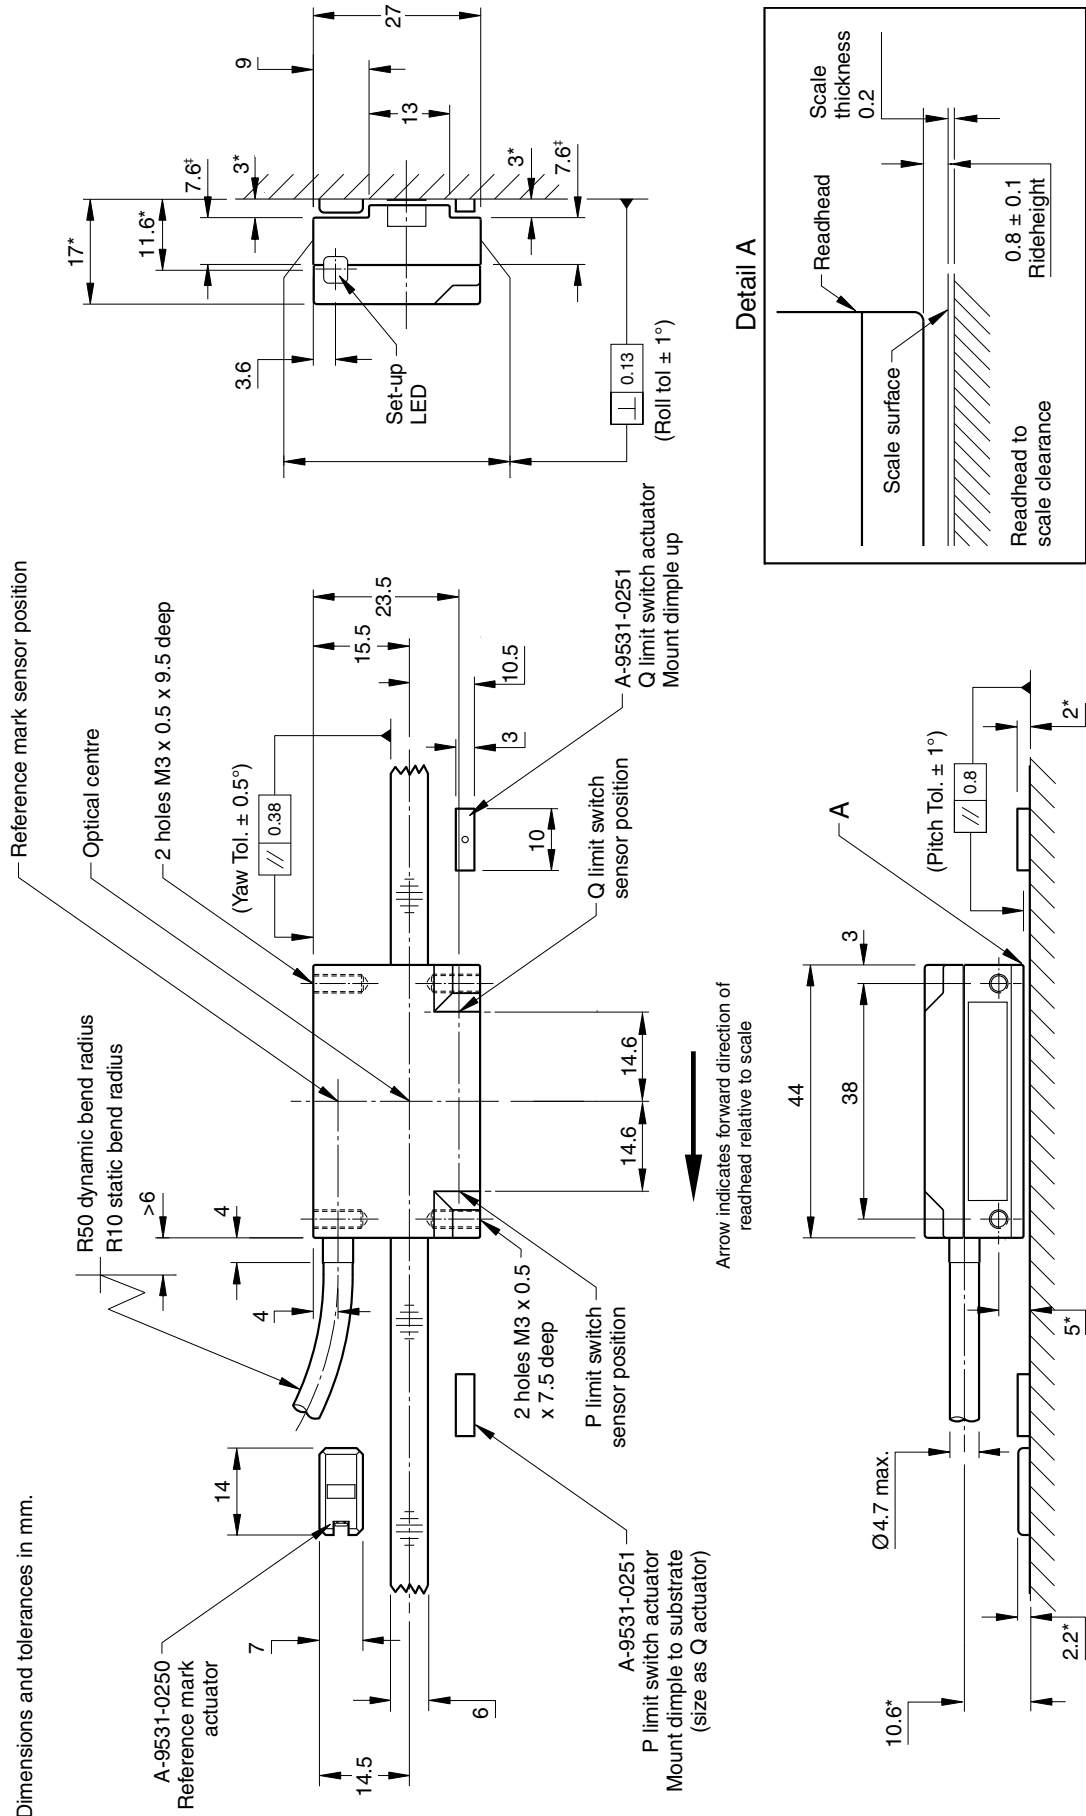 Dimensions and tolerances in mm.
A-9531-0250
Reference mark
actuator
14.5
7
6
14
R50 dynamic bend radius
R10 static bend radius
>6
4
4
Reference mark sensor position
Optical centre
2 holes M3 x 0.5 x 9.5 deep
(Yaw Tol. ± 0.5°)
// 0.38
15.5
23.5
10.5
3
10
A-9531-0251
Q limit switch actuator
Mount dimple up
Q limit switch
sensor position
14.6
14.6
2 holes M3 x 0.5
x 7.5 deep
P limit switch
sensor position
A-9531-0251
P limit switch actuator
Mount dimple to substrate
(size as Q actuator)
Arrow indicates forward direction of
readhead relative to scale
17*
11.6*
7.6‡
3*
9
27
13
3*
7.6‡
3.6
Set-up
LED
⊥ 0.13
(Roll tol ± 1°)
10.6*
2.2*
Ø4.7 max.
44
38
3
5*
A
(Pitch Tol. ± 1°)
// 0.8
2*
Detail A
Readhead
Scale
thickness
0.2
Scale surface
0.8 ± 0.1
Rideheight
Readhead to
scale clearance